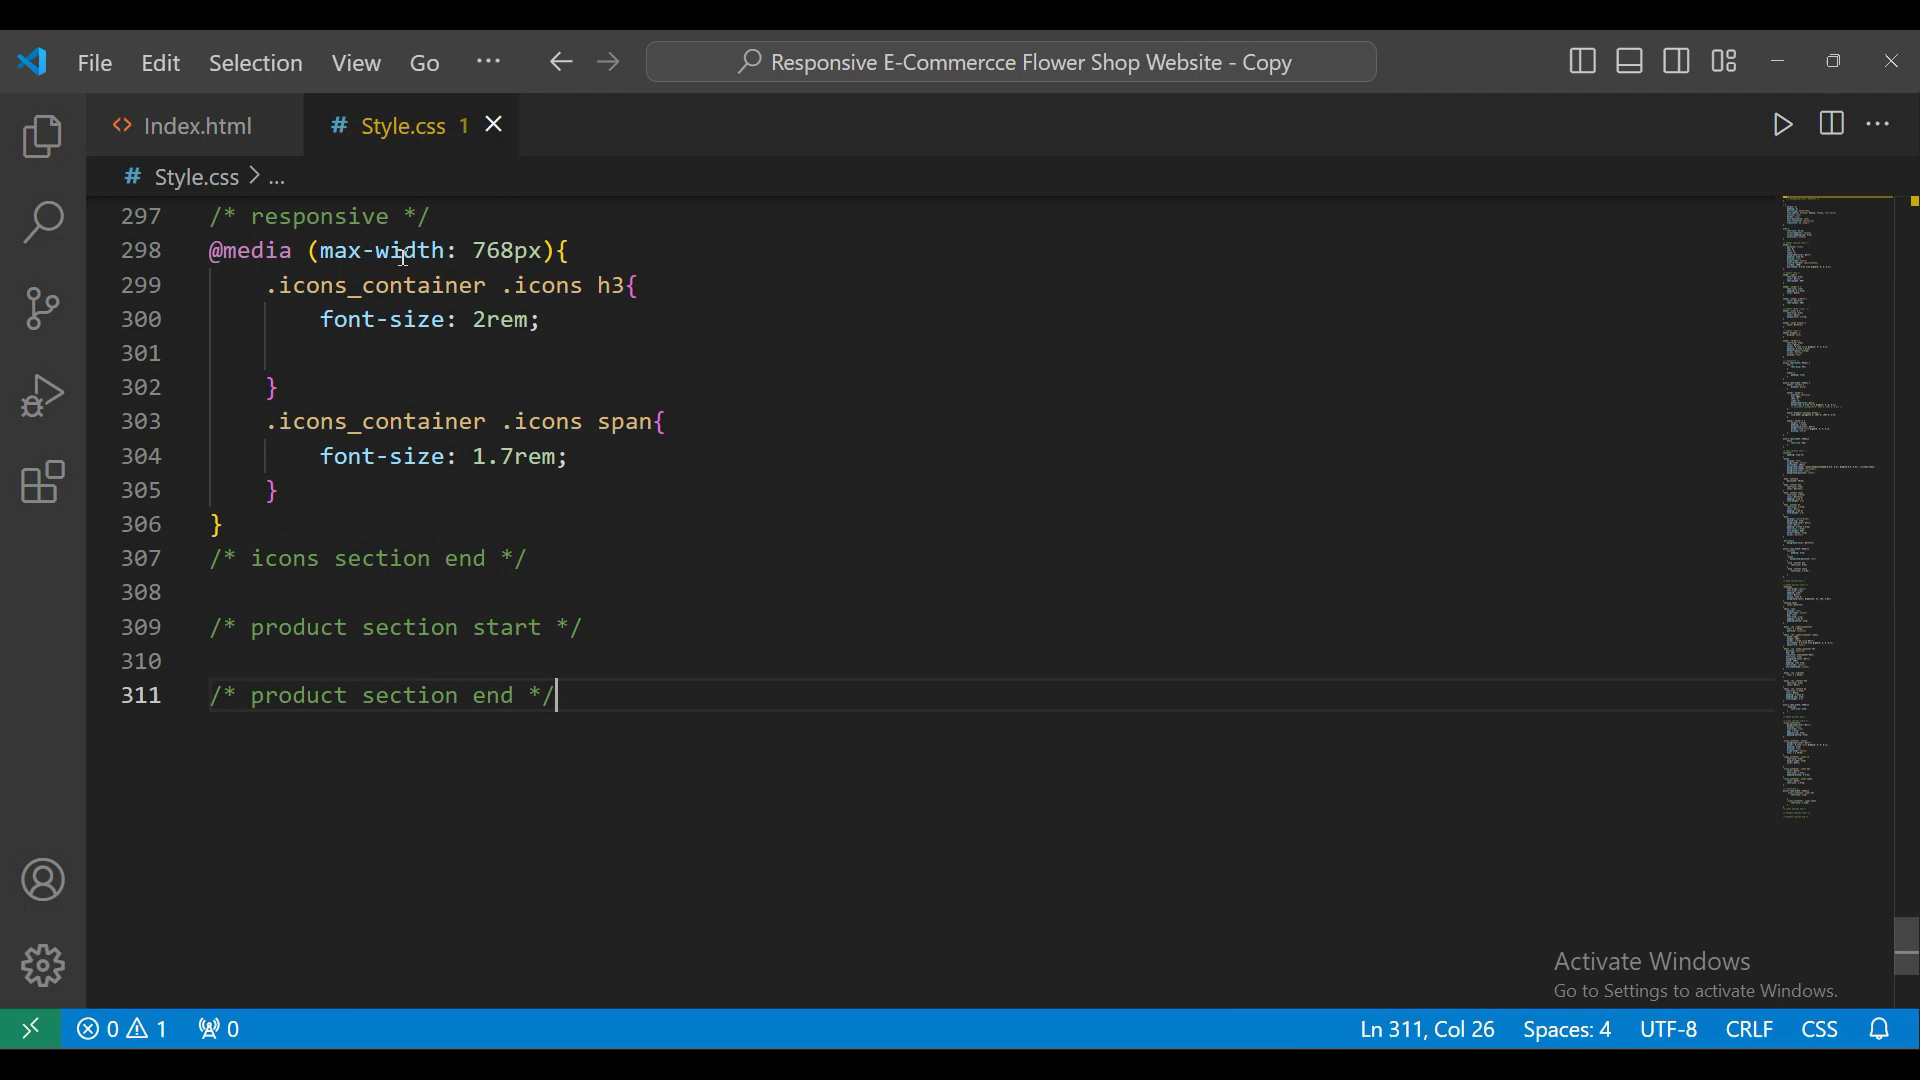 File Edit Selection View Go ··· Responsive E-Commercce Flower Shop Website - Copy
Index.html # Style.css 1
# Style.css > ...
297 /* responsive */
298 @media (max-width: 768px){
299 .icons_container .icons h3{
300 font-size: 2rem;
301
302 }
303 .icons_container .icons span{
304 font-size: 1.7rem;
305 }
306 }
307 /* icons section end */
308
309 /* product section start */
310
311 /* product section end */
Activate Windows
Go to Settings to activate Windows.
0 1 0 Ln 311, Col 26 Spaces: 4 UTF-8 CRLF CSS